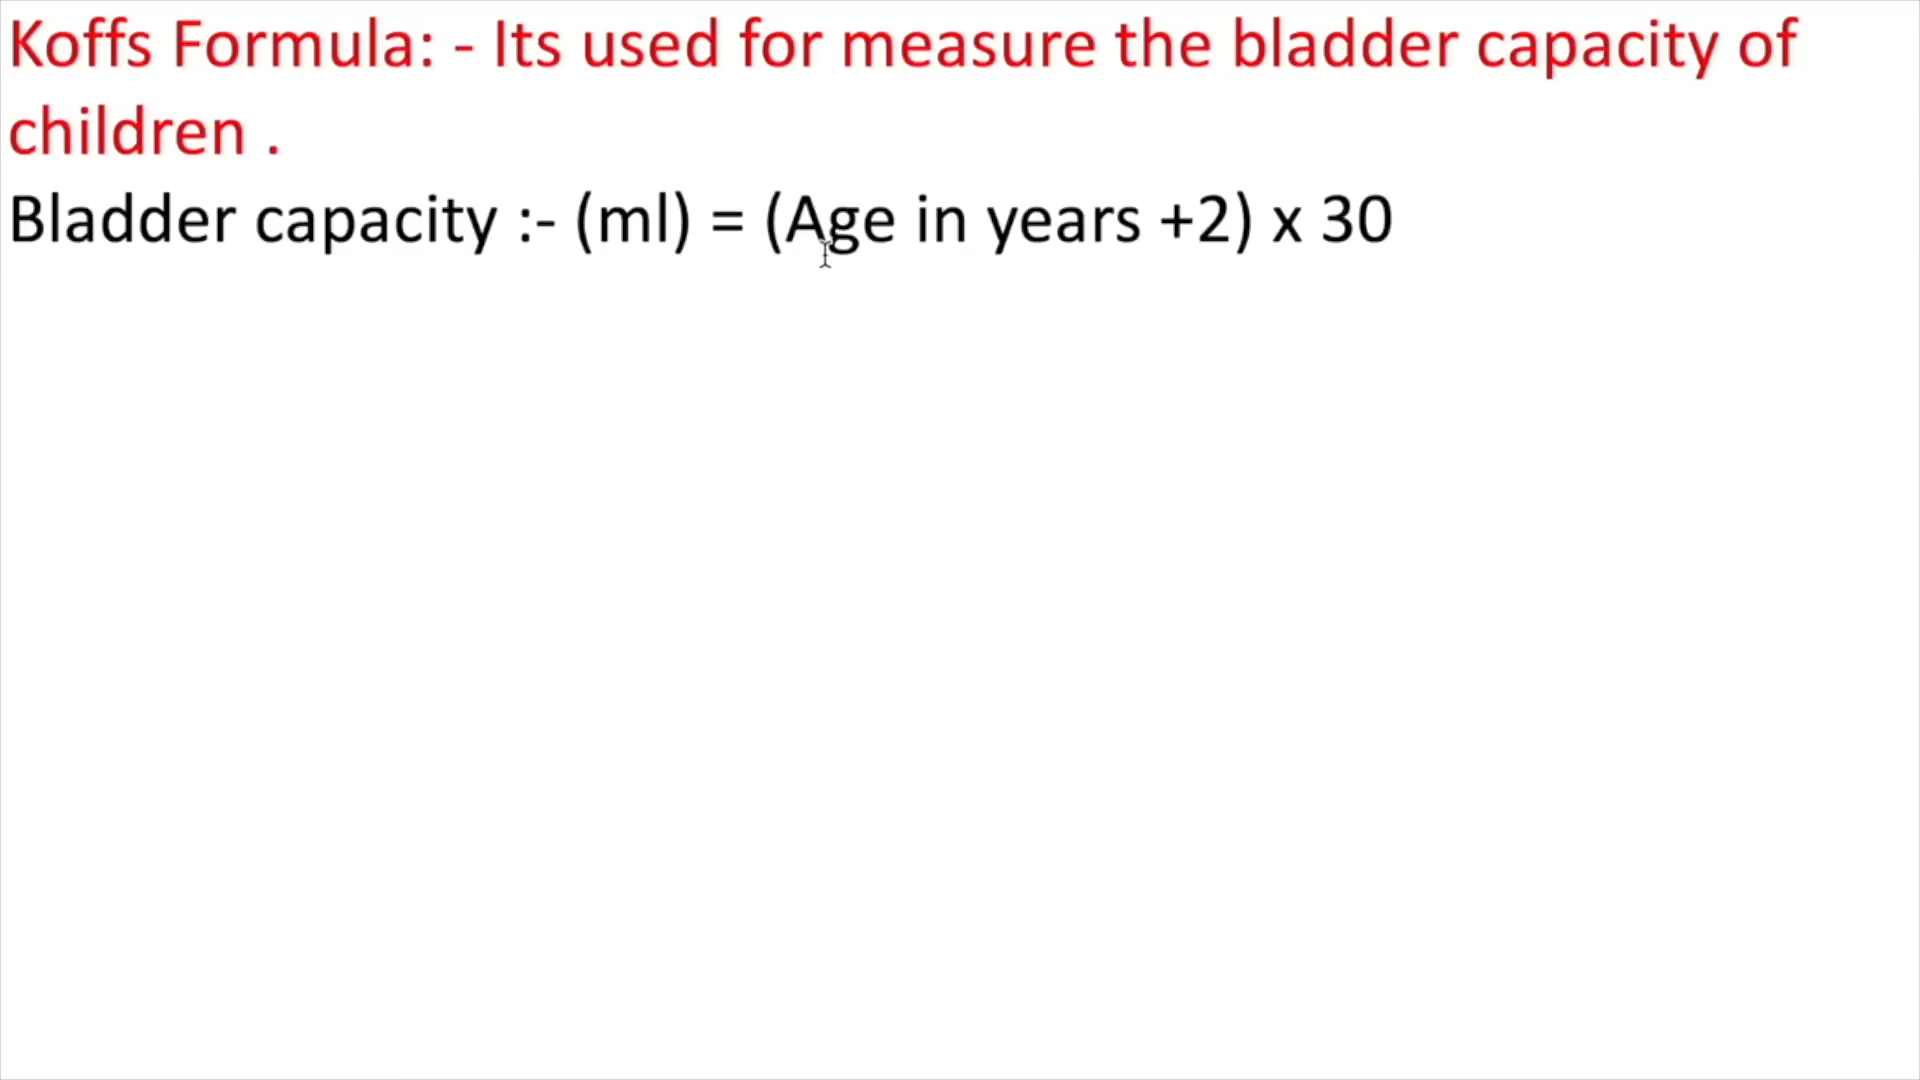 Koffs Formula: - Its used for measure the bladder capacity of
children .
Bladder capacity :- (ml) = (Age in years +2) x 30